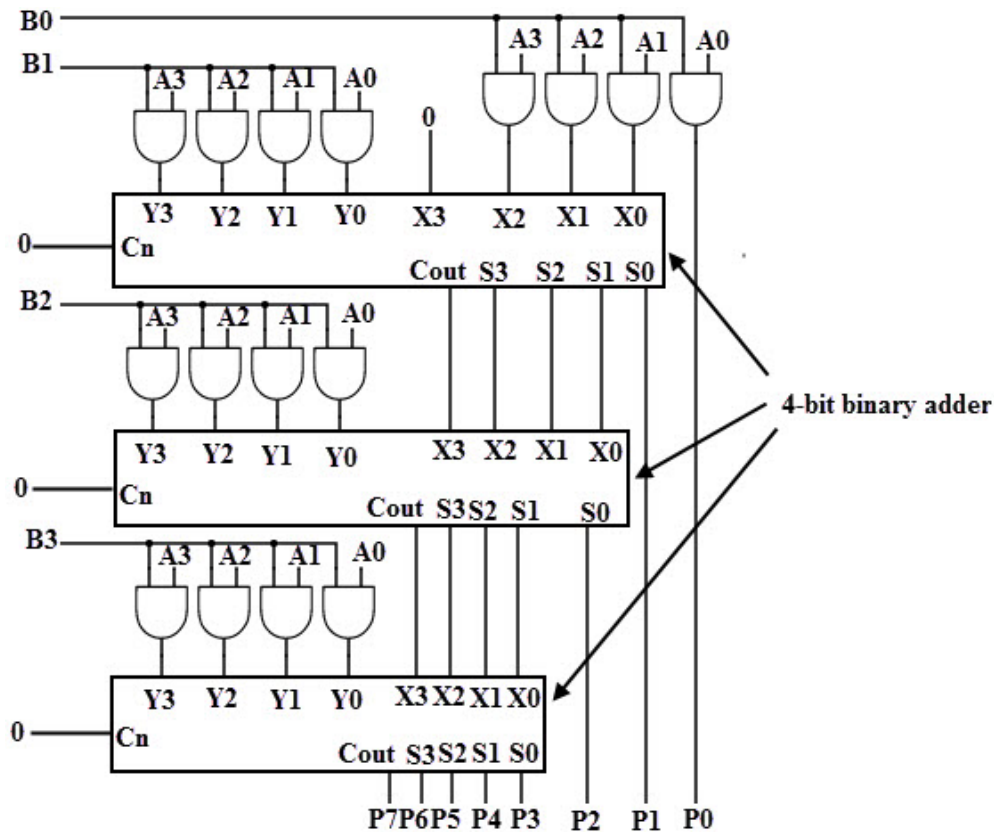 B0
A3 A2 A1 A0
B1
A3 A2 A1 A0
0
Y3 Y2 Y1 Y0 X3 X2 X1 X0
0 Cn
Cout S3 S2 S1 S0
B2
A3 A2 A1 A0
4-bit binary adder
Y3 Y2 Y1 Y0 X3 X2 X1 X0
0 Cn
Cout S3 S2 S1 S0
B3
A3 A2 A1 A0
Y3 Y2 Y1 Y0 X3 X2 X1 X0
0 Cn
Cout S3 S2 S1 S0
P7 P6 P5 P4 P3 P2 P1 P0